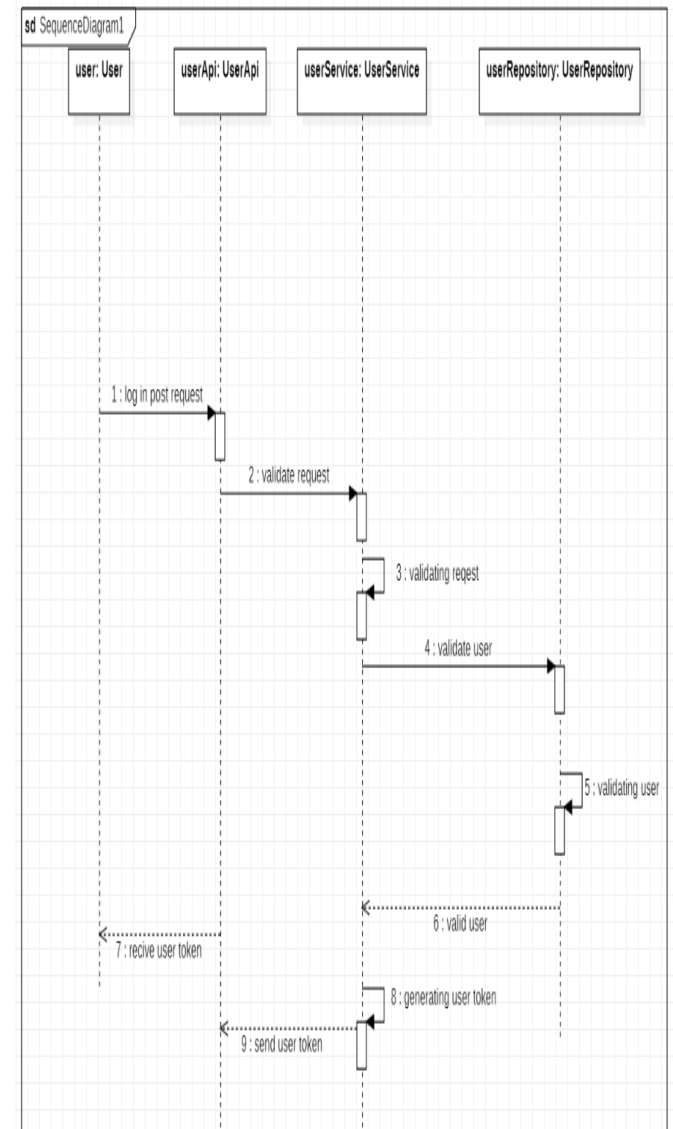 sd SequenceDiagram1
user: User
userApi: UserApi
userService: UserService
userRepository: UserRepository
1 : log in post request
2 : validate request
3 : validating reqest
4 : validate user
5 : validating user
6 : valid user
7 : recive user token
8 : generating user token
9 : send user token